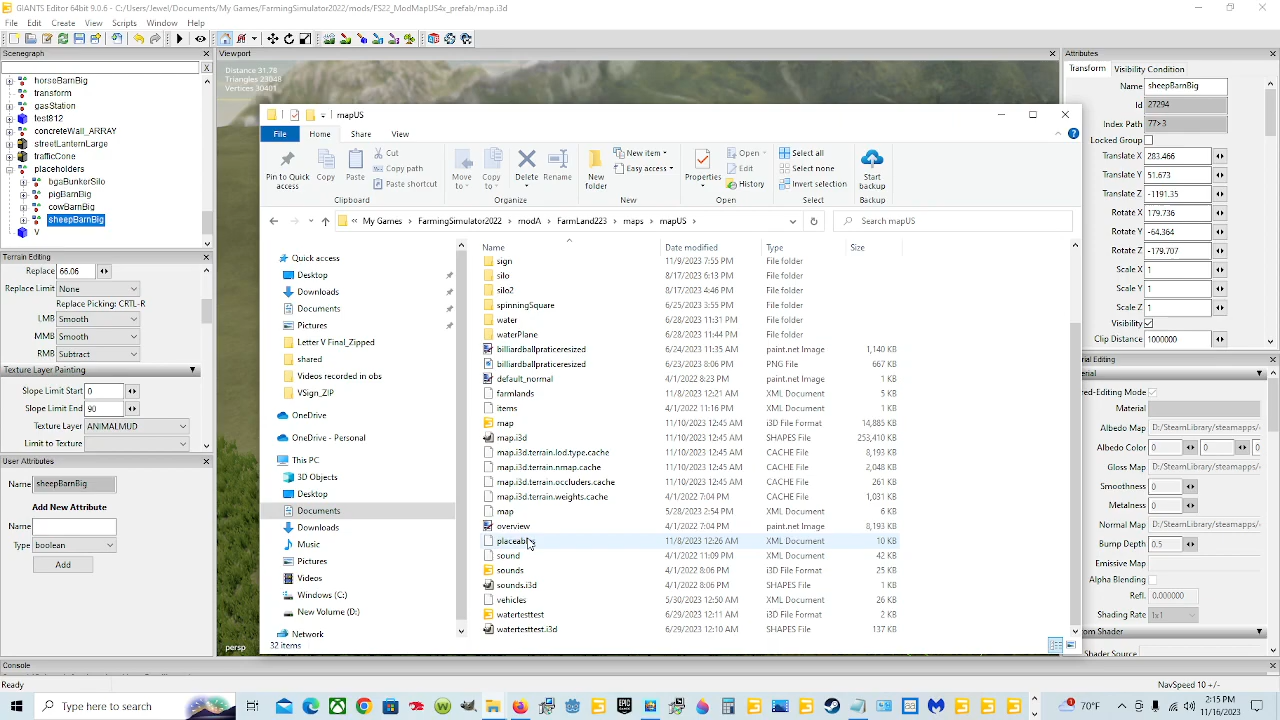 GIANTS Editor 64bit 9.0.6 - C:/Users/Jewel/Documents/My Games/FarmingSimulator2022/mods/FS22_ModMapUS4x_prefab/map.i3d
File Edit Create View Scripts Window Help
Scenegraph
Viewport
Attributes
X
Distance 31.78
Triangles 23048
Vertices 30401
horseBarnBig
transform
gasStation
test812
concreteWall_ARRAY
streetLanternLarge
trafficCone
placeholders
bgaBunkerSilo
pigBarnBig
cowBarnBig
sheepBarnBig
V
Terrain Editing
Replace 66.06
Replace Limit None
Replace Picking: CRTL-R
LMB Smooth
MMB Smooth
RMB Subtract
Texture Layer Painting
Slope Limit Start 0
Slope Limit End 90
Texture Layer ANIMALMUD
Limit to Texture
User Attributes
Name sheepBarnBig
Add New Attribute
Name
Type boolean
Add
Console
Ready
persp
mapUS
File Home Share View
Pin to Quick access
Copy
Paste
Cut
Copy path
Paste shortcut
Clipboard
Move to
Copy to
Delete
Rename
Organize
New folder
New item
Easy access
New
Properties
Open
Edit
History
Open
Select all
Select none
Invert selection
Select
Start backup
Backup
« My Games > FarmingSimulator2022 > modA > FarmLand223 > maps > mapUS >
Search mapUS
Quick access
Desktop
Downloads
Documents
Pictures
Letter V Final_Zipped
shared
Videos recorded in obs
VSign_ZIP
OneDrive
OneDrive - Personal
This PC
3D Objects
Desktop
Documents
Downloads
Music
Pictures
Videos
Windows (C:)
New Volume (D:)
Network
32 items
Name Date modified Type Size
sign 11/9/2023 7:55 PM File folder
silo 8/17/2023 6:13 PM File folder
silo2 8/17/2023 4:46 PM File folder
spinningSquare 6/25/2023 3:55 PM File folder
water 6/28/2023 11:31 PM File folder
waterPlane 6/28/2023 11:44 PM File folder
billiardballpraticeresized 6/24/2023 11:35 AM paint.net Image 1,140 KB
billiardballpraticeresized 6/23/2023 8:06 PM PNG File 667 KB
default_normal 4/1/2022 8:23 PM paint.net Image 1 KB
farmlands 11/8/2023 12:21 AM XML Document 5 KB
items 4/1/2022 11:16 PM XML Document 1 KB
map 11/10/2023 12:45 AM i3D File Format 14,885 KB
map.i3d 11/10/2023 12:45 AM SHAPES File 253,410 KB
map.i3d.terrain.lod.type.cache 11/10/2023 12:45 AM CACHE File 8,193 KB
map.i3d.terrain.nmap.cache 11/10/2023 12:45 AM CACHE File 2,048 KB
map.i3d.terrain.occluders.cache 11/10/2023 12:45 AM CACHE File 261 KB
map.i3d.terrain.weights.cache 4/1/2022 7:04 PM CACHE File 1,031 KB
map 5/28/2023 2:54 PM XML Document 6 KB
overview 4/1/2022 7:04 PM paint.net Image 8,193 KB
placeables 11/8/2023 12:26 AM XML Document 10 KB
sound 4/1/2022 11:09 PM XML Document 42 KB
sounds 4/1/2022 8:06 PM i3D File Format 25 KB
sounds.i3d 4/1/2022 8:06 PM SHAPES File 1 KB
vehicles 5/30/2023 12:50 AM XML Document 26 KB
watertesttest 6/29/2023 12:11 AM i3D File Format 2 KB
watertesttest.i3d 6/29/2023 12:10 AM SHAPES File 137 KB
Transform Visibility Condition
Name sheepBarnBig
Id 27294
Index Path 77>3
Locked Group
Translate X 283.466
Translate Y 51.673
Translate Z -1191.35
Rotate X 179.736
Rotate Y -64.364
Rotate Z -179.707
Scale X 1
Scale Y 1
Scale Z 1
Visibility
Clip Distance 1000000
Material
Albedo Color 0 0 0
Albedo Map D:/SteamLibrary/steamapps/
Gloss Map D:/SteamLibrary/steamapps/
Smoothness 0
Metalness 0
Normal Map D:/SteamLibrary/steamapps/
Bump Depth 0.5
Emissive Map
Alpha Blending
Refl. 0.000000
Shading Rate 1x1
Shader Source
NavSpeed 10 +/-
Type here to search
70°F
2:15 PM
11/16/2023